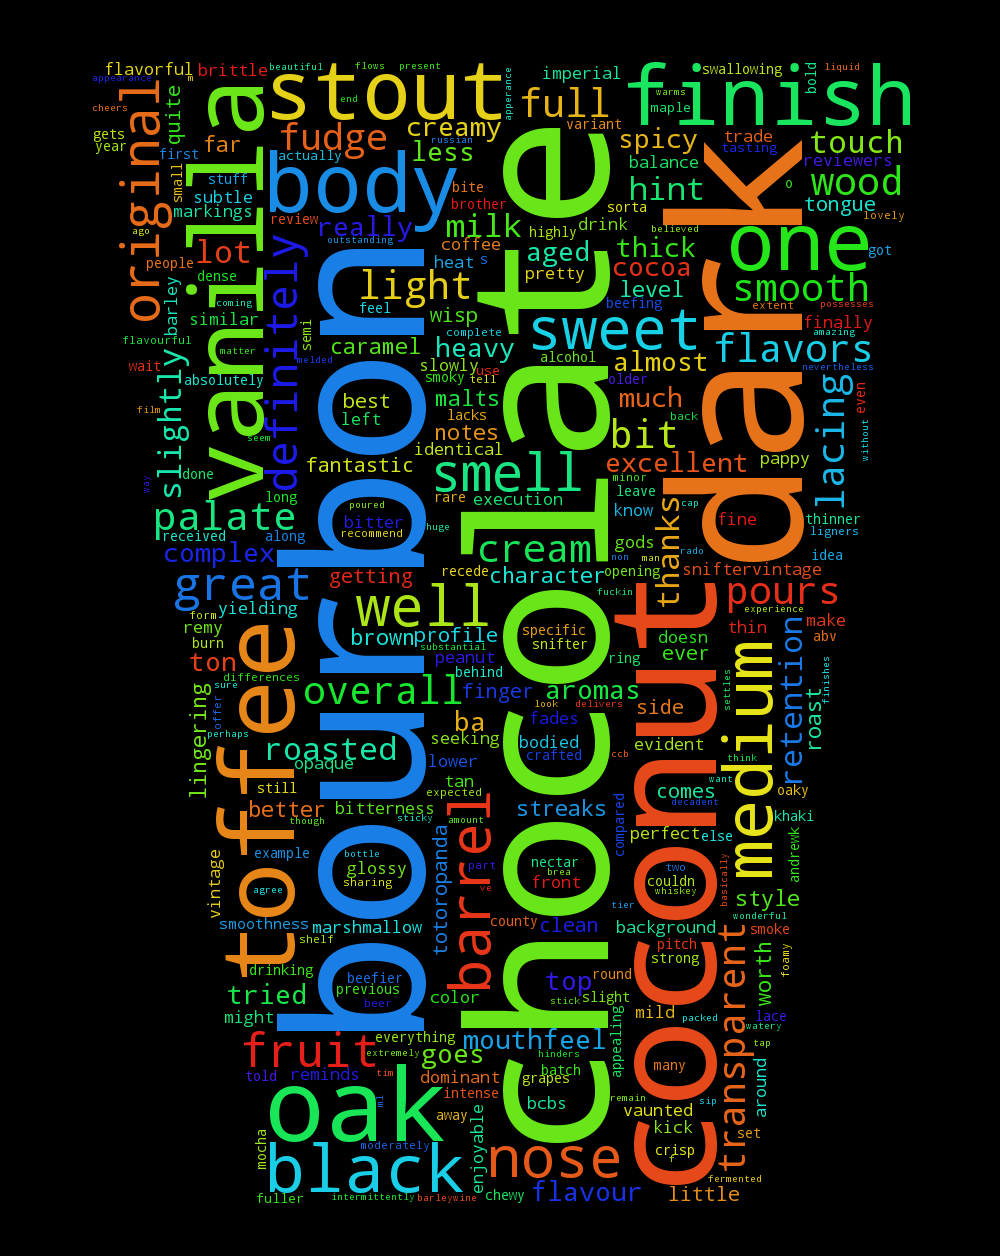 flavorful
brittle
beautiful
flows
present
appearance
m
stout
end
apperance
imperial
finish
swallowing
bold
liquid
warms
maple
cheers
original
quite
vanilla
full
variant
gets
year
far
fudge
creamy
spicy
trade
touch
first
actually
less
balance
tasting
reviewers
russian
small
stuff
subtle
markings
body
bite
brother
chocolate
hint
dark
o
wood
tongue
lovely
review
really
milk
sorta
highly
drink
believed
ago
lot
definitely
outstanding
coffee
aged
thick
one
got
people
dense
bourbon
heat
s
pretty
cocoa
level
smooth
barley
coming
light
feel
beefing
extent
possesses
similar
semi
wisp
sweet
finally
amazing
flavourful
matter
caramel
complete
heavy
alcohol
almost
flavors
wait
absolutely
melded
slowly
use
smoky
tell
older
nevertheless
slightly
best
left
malts
lacks
much
lacing
even
film
back
seem
notes
identical
bit
without
done
fantastic
smell
excellent
pappy
way
long
rare
execution
minor
leave
cap
palate
poured
bitter
recommend
huge
know
thanks
fine
thinner
ligners
received
along
cream
gods
non
man
rado
idea
complex
getting
recede
character
opening
sniftervintage
great
well
fuckin
pours
experience
form
yielding
remy
burn
brown
profile
substantial
specific
snifter
coconut
doesn
ever
thin
make
abv
toffee
peanut
behind
ring
medium
retention
ton
differences
sure
overall
finger
aromas
look
delivers
side
settles
finishes
lingering
offer
perhaps
ba
fades
roast
roasted
opaque
seeking
bodied
crafted
ccb
evident
think
lower
still
tan
expected
comes
want
decadent
oaky
better
though
bitterness
sticky
barrel
amount
streaks
compared
perfect
else
khaki
vintage
example
bottle
glossy
sharing
totoropanda
part
nectar
brea
front
two
couldn
whiskey
basically
andrewk
agree
ve
tier
style
smoothness
marshmallow
county
clean
background
wonderful
smoke
shelf
pitch
strong
transparent
worth
foamy
drinking
beefier
previous
beer
top
round
tried
color
stick
slight
might
mild
packed
lace
watery
everything
mouthfeel
appealing
tap
fruit
extremely
goes
hinders
batch
told
reminds
tim
dominant
grapes
many
around
oak
ml
intense
bcbs
remain
sip
away
vaunted
kick
set
mocha
moderately
enjoyable
crisp
f
black
nose
fermented
fuller
intermittently
barleywine
chewy
flavour
little